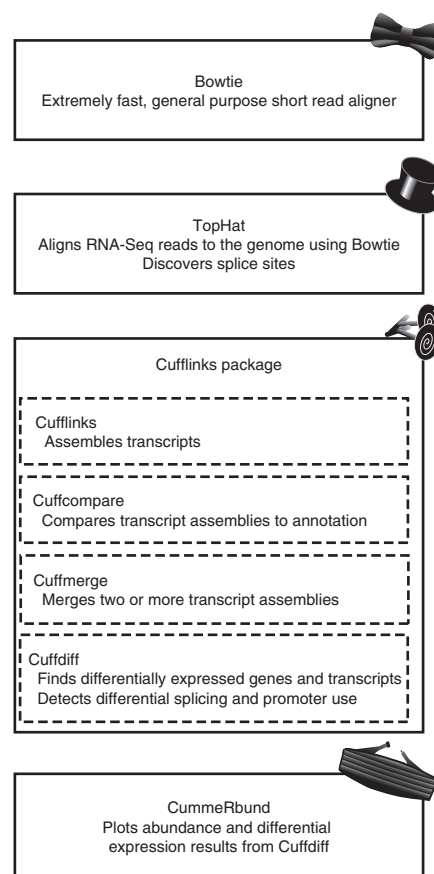 Bowtie
Extremely fast, general purpose short read aligner
TopHat
Aligns RNA-Seq reads to the genome using Bowtie
Discovers splice sites
Cufflinks package
Cufflinks
Assembles transcripts
Cuffcompare
Compares transcript assemblies to annotation
Cuffmerge
Merges two or more transcript assemblies
Cuffdiff
Finds differentially expressed genes and transcripts
Detects differential splicing and promoter use
CummeRbund
Plots abundance and differential
expression results from Cuffdiff